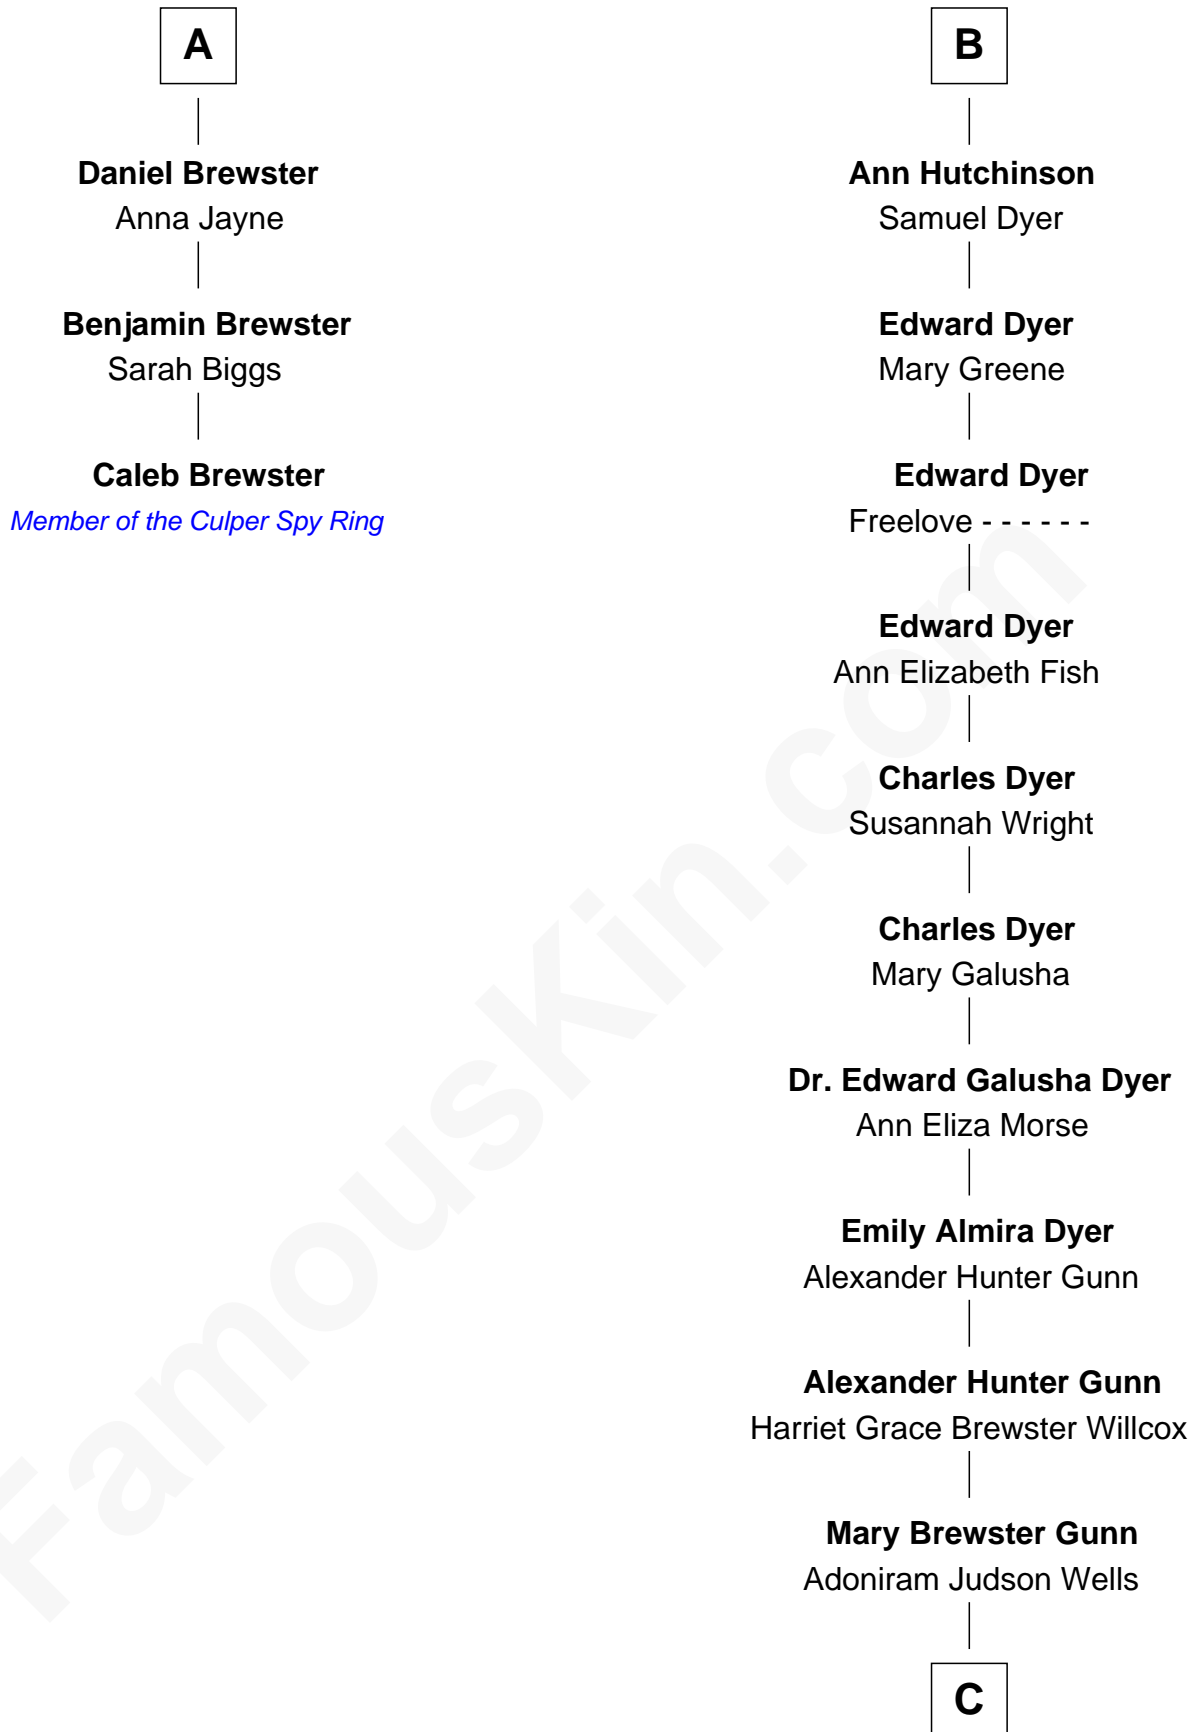 A
Daniel Brewster
Anna Jayne
Benjamin Brewster
Sarah Biggs
Caleb Brewster
Member of the Culper Spy Ring
B
Ann Hutchinson
Samuel Dyer
Edward Dyer
Mary Greene
Edward Dyer
Freelove - - - - - -
Edward Dyer
Ann Elizabeth Fish
Charles Dyer
Susannah Wright
Charles Dyer
Mary Galusha
Dr. Edward Galusha Dyer
Ann Eliza Morse
Emily Almira Dyer
Alexander Hunter Gunn
Alexander Hunter Gunn
Harriet Grace Brewster Willcox
Mary Brewster Gunn
Adoniram Judson Wells
C
FamousKin.com